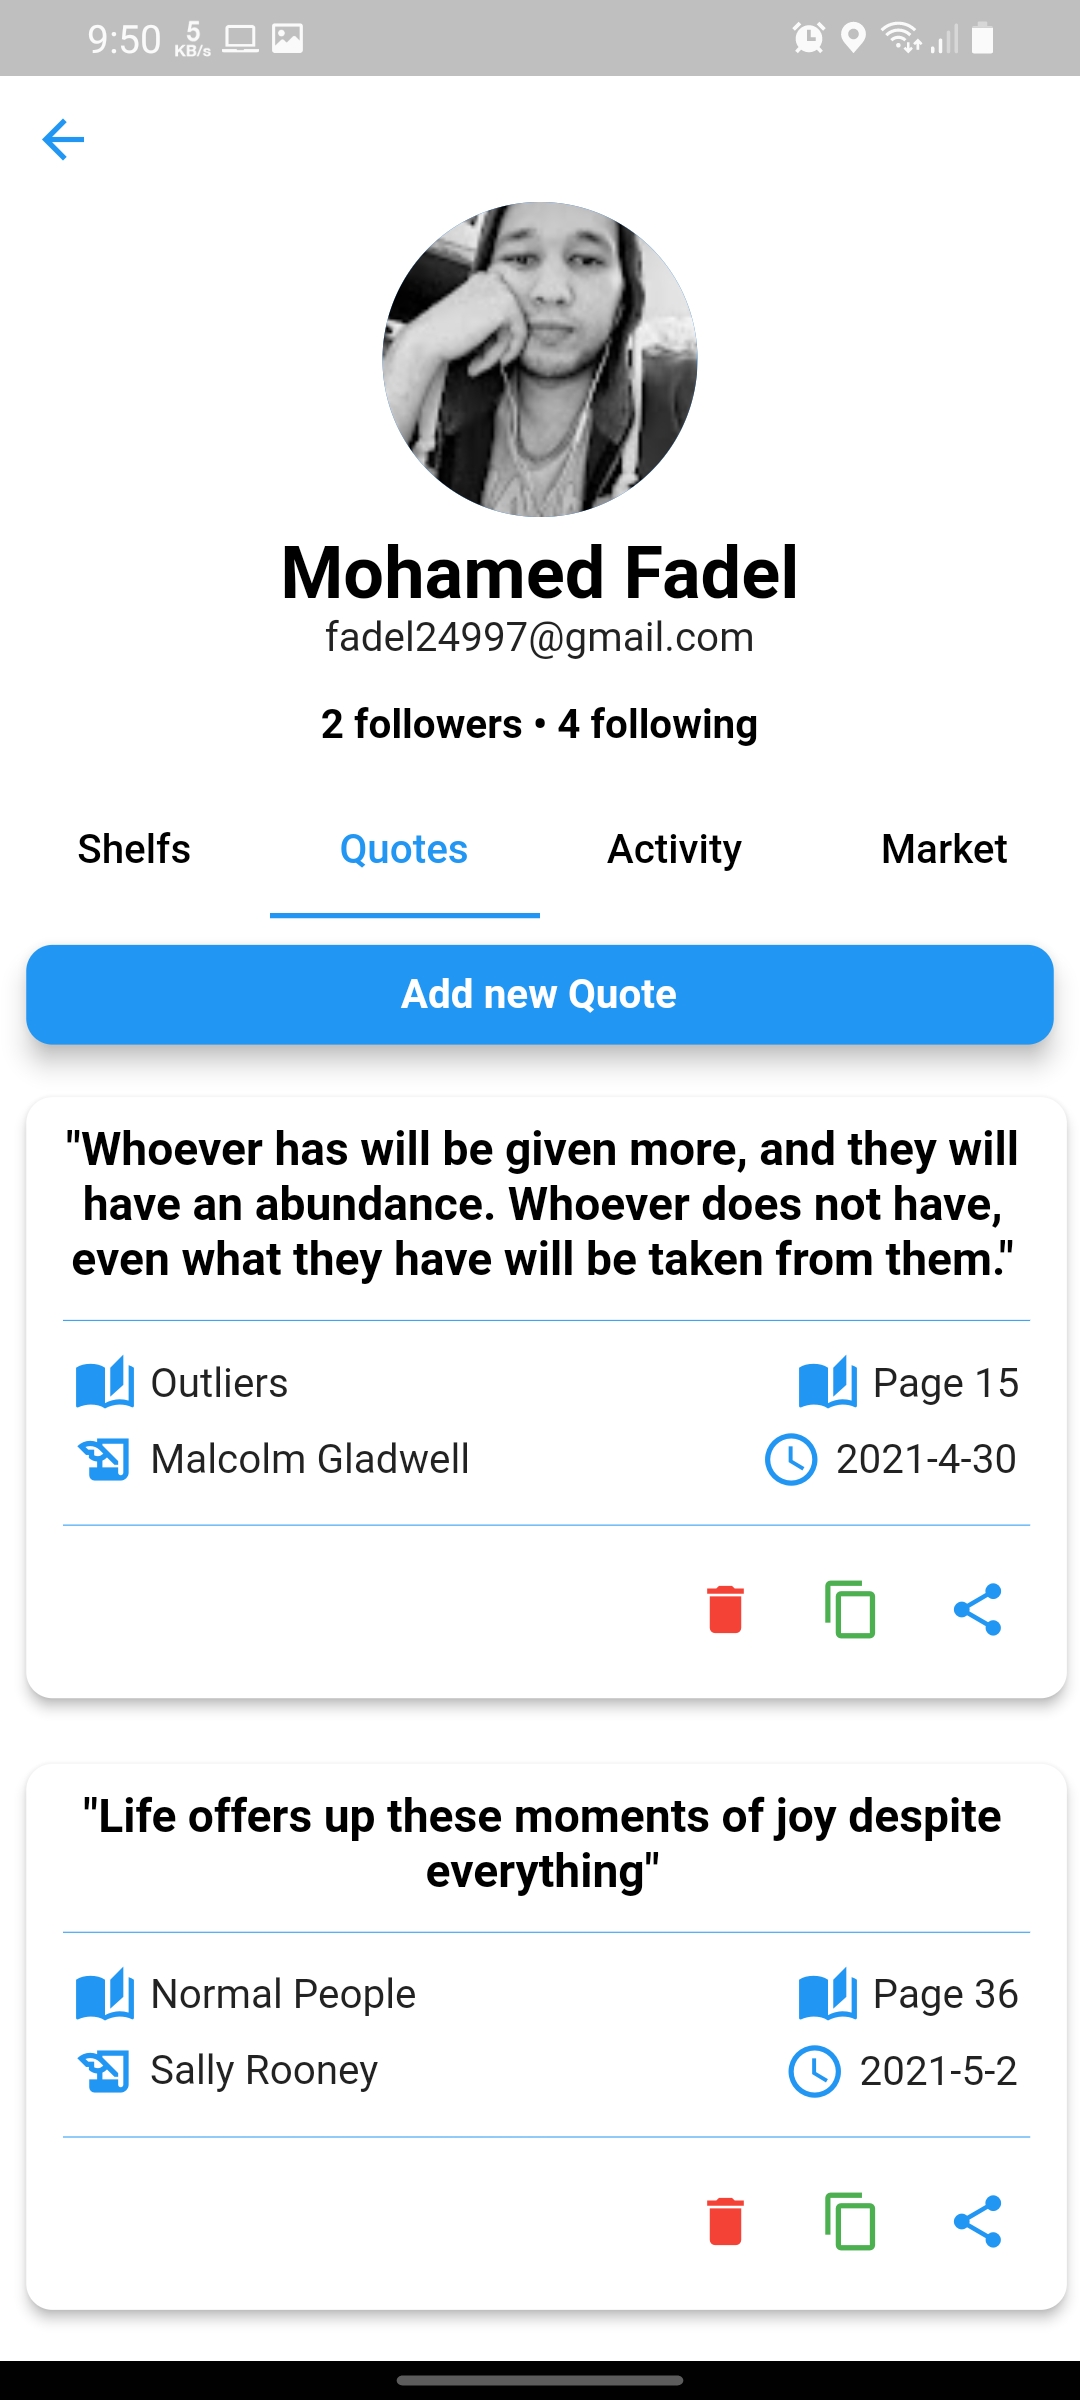 9:50 5 KB/s
Mohamed Fadel
fadel24997@gmail.com
2 followers • 4 following
Shelfs Quotes Activity Market
Add new Quote
"Whoever has will be given more, and they will
have an abundance. Whoever does not have,
even what they have will be taken from them."
Outliers Page 15
Malcolm Gladwell 2021-4-30
"Life offers up these moments of joy despite
everything"
Normal People Page 36
Sally Rooney 2021-5-2